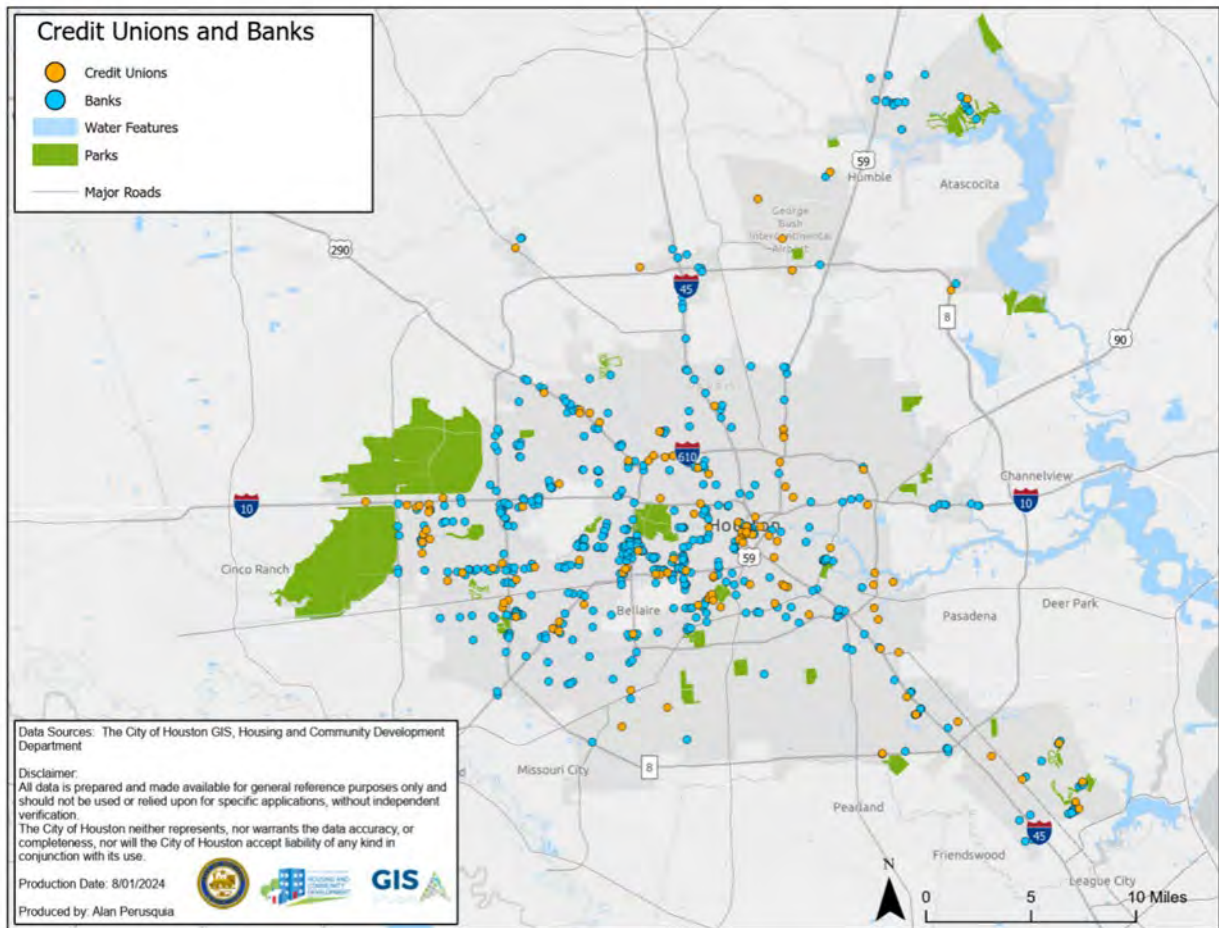 Credit Unions and Banks
Credit Unions
Banks
Water Features
Parks
Major Roads
59
Humble
Atascocita
George
Bush
Intercontinental
Airport
290
45
8
90
610
Channelview
10
10
Houston
59
Cinco Ranch
Bellaire
Pasadena
Deer Park
Missouri City
8
Pearland
45
Friendswood
League City
Data Sources: The City of Houston GIS, Housing and Community Development
Department
Disclaimer:
All data is prepared and made available for general reference purposes only and
should not be used or relied upon for specific applications, without independent
verification.
The City of Houston neither represents, nor warrants the data accuracy, or
completeness, nor will the City of Houston accept liability of any kind in
conjunction with its use.
Production Date: 8/01/2024
HOUSING AND
COMMUNITY
DEVELOPMENT
GIS
Produced by: Alan Perusquia
N
0 5 10 Miles